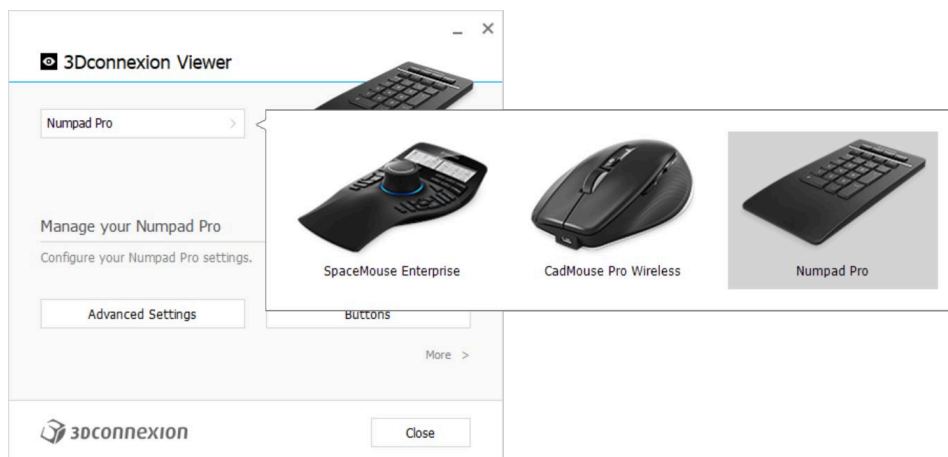 3Dconnexion Viewer
Numpad Pro
SpaceMouse Enterprise
CadMouse Pro Wireless
Numpad Pro
Manage your Numpad Pro
Configure your Numpad Pro settings.
Advanced Settings
Buttons
More >
3Dconnexion
Close